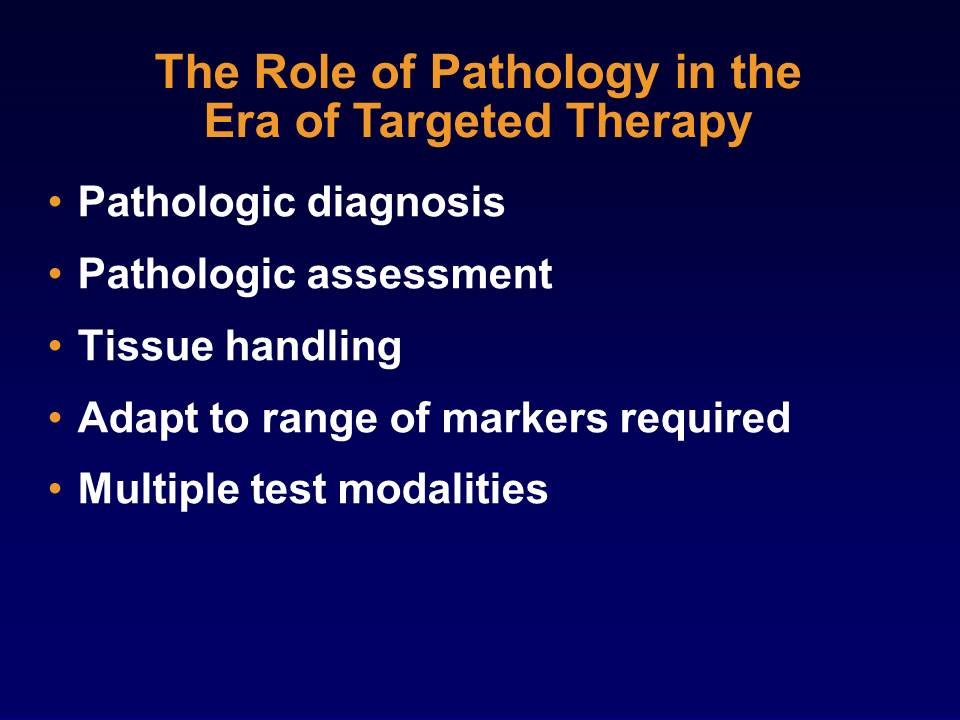 The Role of Pathology in the
Era of Targeted Therapy
• Pathologic diagnosis
• Pathologic assessment
• Tissue handling
• Adapt to range of markers required
• Multiple test modalities